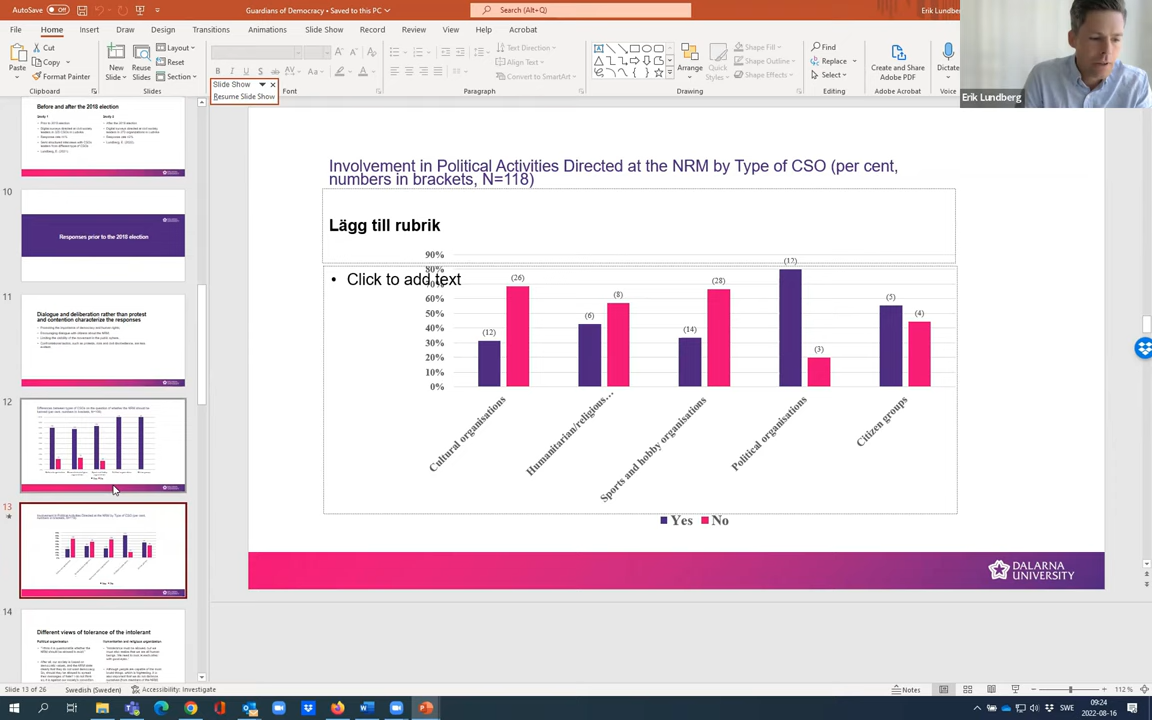 AutoSave Off
Guardians of Democracy • Saved to this PC
Search (Alt+Q)
Erik Lundberg
File Home Insert Draw Design Transitions Animations Slide Show Record Review View Help Acrobat
Paste
Cut
Copy
Format Painter
Clipboard
New
Slide
Reuse
Slides
Layout
Reset
Section
Slides
Slide Show
Resume Slide Show
Font
Text Direction
Align Text
Convert to SmartArt
Paragraph
Arrange
Quick
Styles
Shape Fill
Shape Outline
Shape Effects
Drawing
Find
Replace
Select
Editing
Create and Share
Adobe PDF
Adobe Acrobat
Dictate
Voice
Erik Lundberg
Before and after the 2018 election
10
Responses prior to the 2018 election
11
Dialogue and deliberation rather than protest
and contention characterize the responses
12
13
14
Different views of tolerance of the intolerant
Involvement in Political Activities Directed at the NRM by Type of CSO (per cent,
numbers in brackets, N=118)
Lägg till rubrik
• Click to add text
90%
80%
70%
60%
50%
40%
30%
20%
10%
0%
(12)
(26)
(6)
(8)
(14)
(28)
(12)
(3)
(5)
(4)
Cultural organisations
Humanitarian/religious...
Sports and hobby organisations
Political organisations
Citizen groups
Yes No
DALARNA
UNIVERSITY
Slide 13 of 26
Swedish (Sweden)
Accessibility: Investigate
Notes
112 %
SWE
09:24
2022-08-16